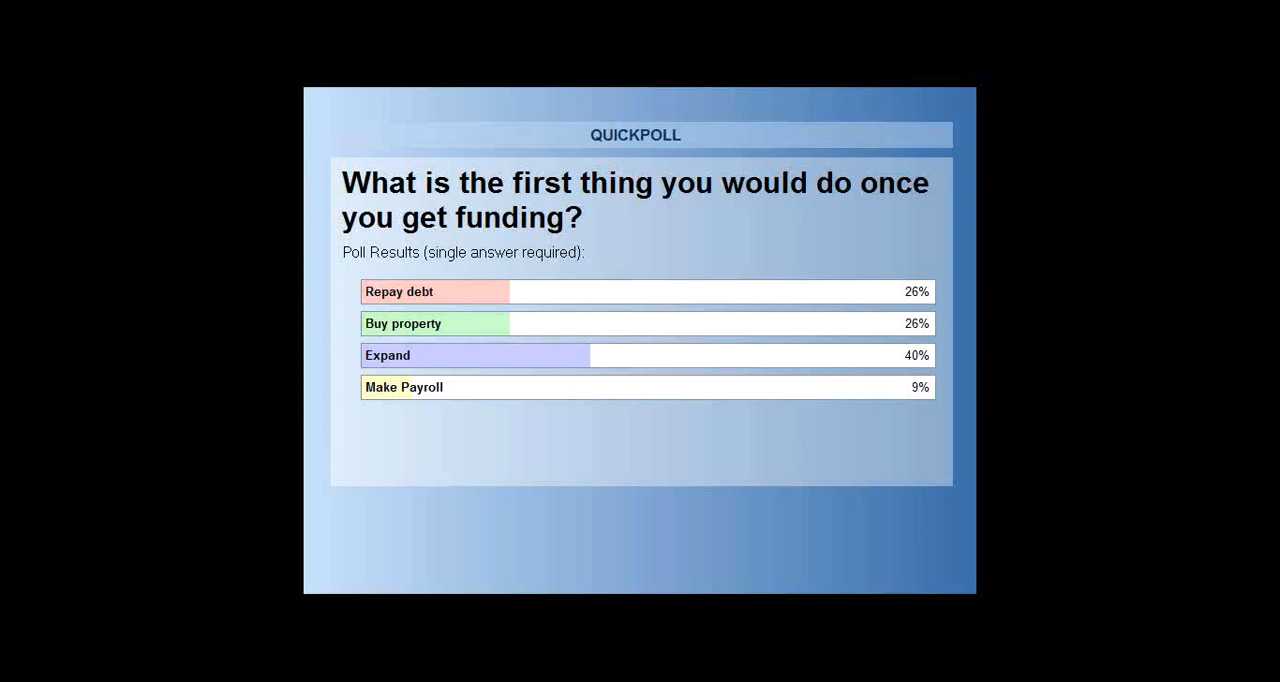 QUICKPOLL
What is the first thing you would do once
you get funding?
Poll Results (single answer required):
Repay debt 26%
Buy property 26%
Expand 40%
Make Payroll 9%